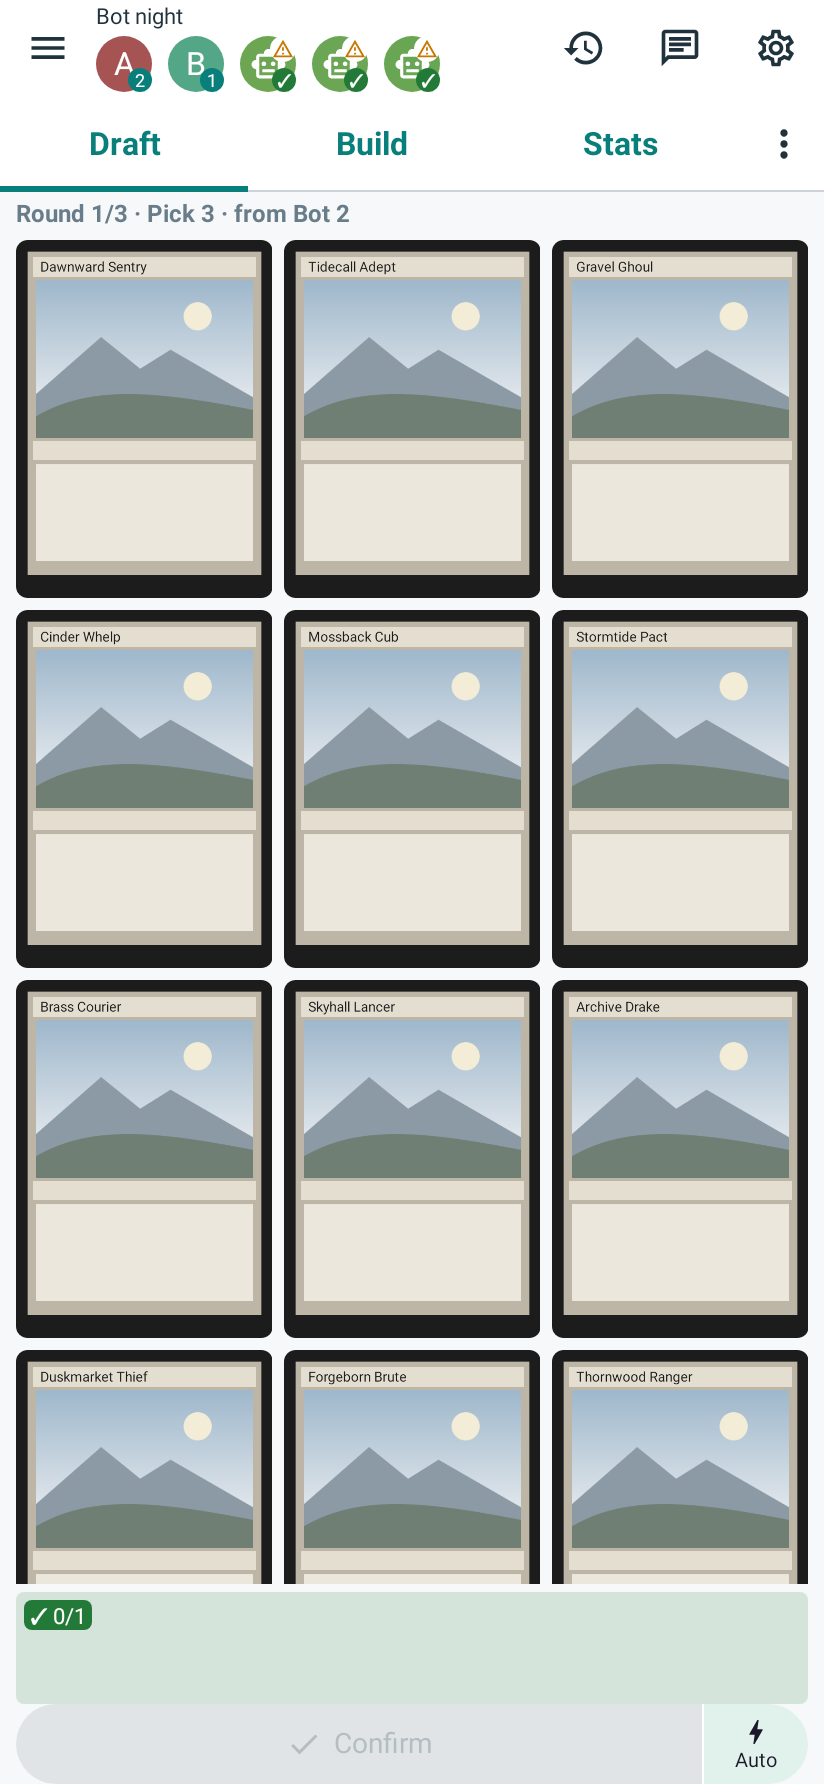 Bot night
A 2 B 1
Draft Build Stats
Round 1/3 · Pick 3 · from Bot 2
Dawnward Sentry Tidecall Adept Gravel Ghoul
Cinder Whelp Mossback Cub Stormtide Pact
Brass Courier Skyhall Lancer Archive Drake
Duskmarket Thief Forgeborn Brute Thornwood Ranger
✓ 0/1
Confirm
Auto